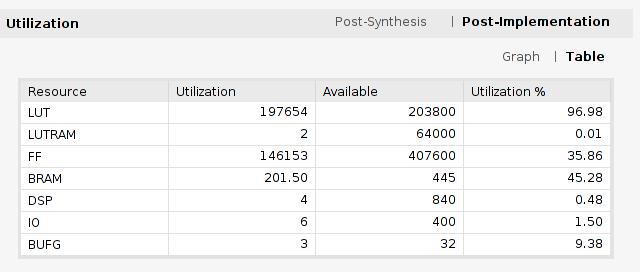 Utilization Post-Synthesis | Post-Implementation
Graph | Table
Resource Utilization Available Utilization %
LUT 197654 203800 96.98
LUTRAM 2 64000 0.01
FF 146153 407600 35.86
BRAM 201.50 445 45.28
DSP 4 840 0.48
IO 6 400 1.50
BUFG 3 32 9.38